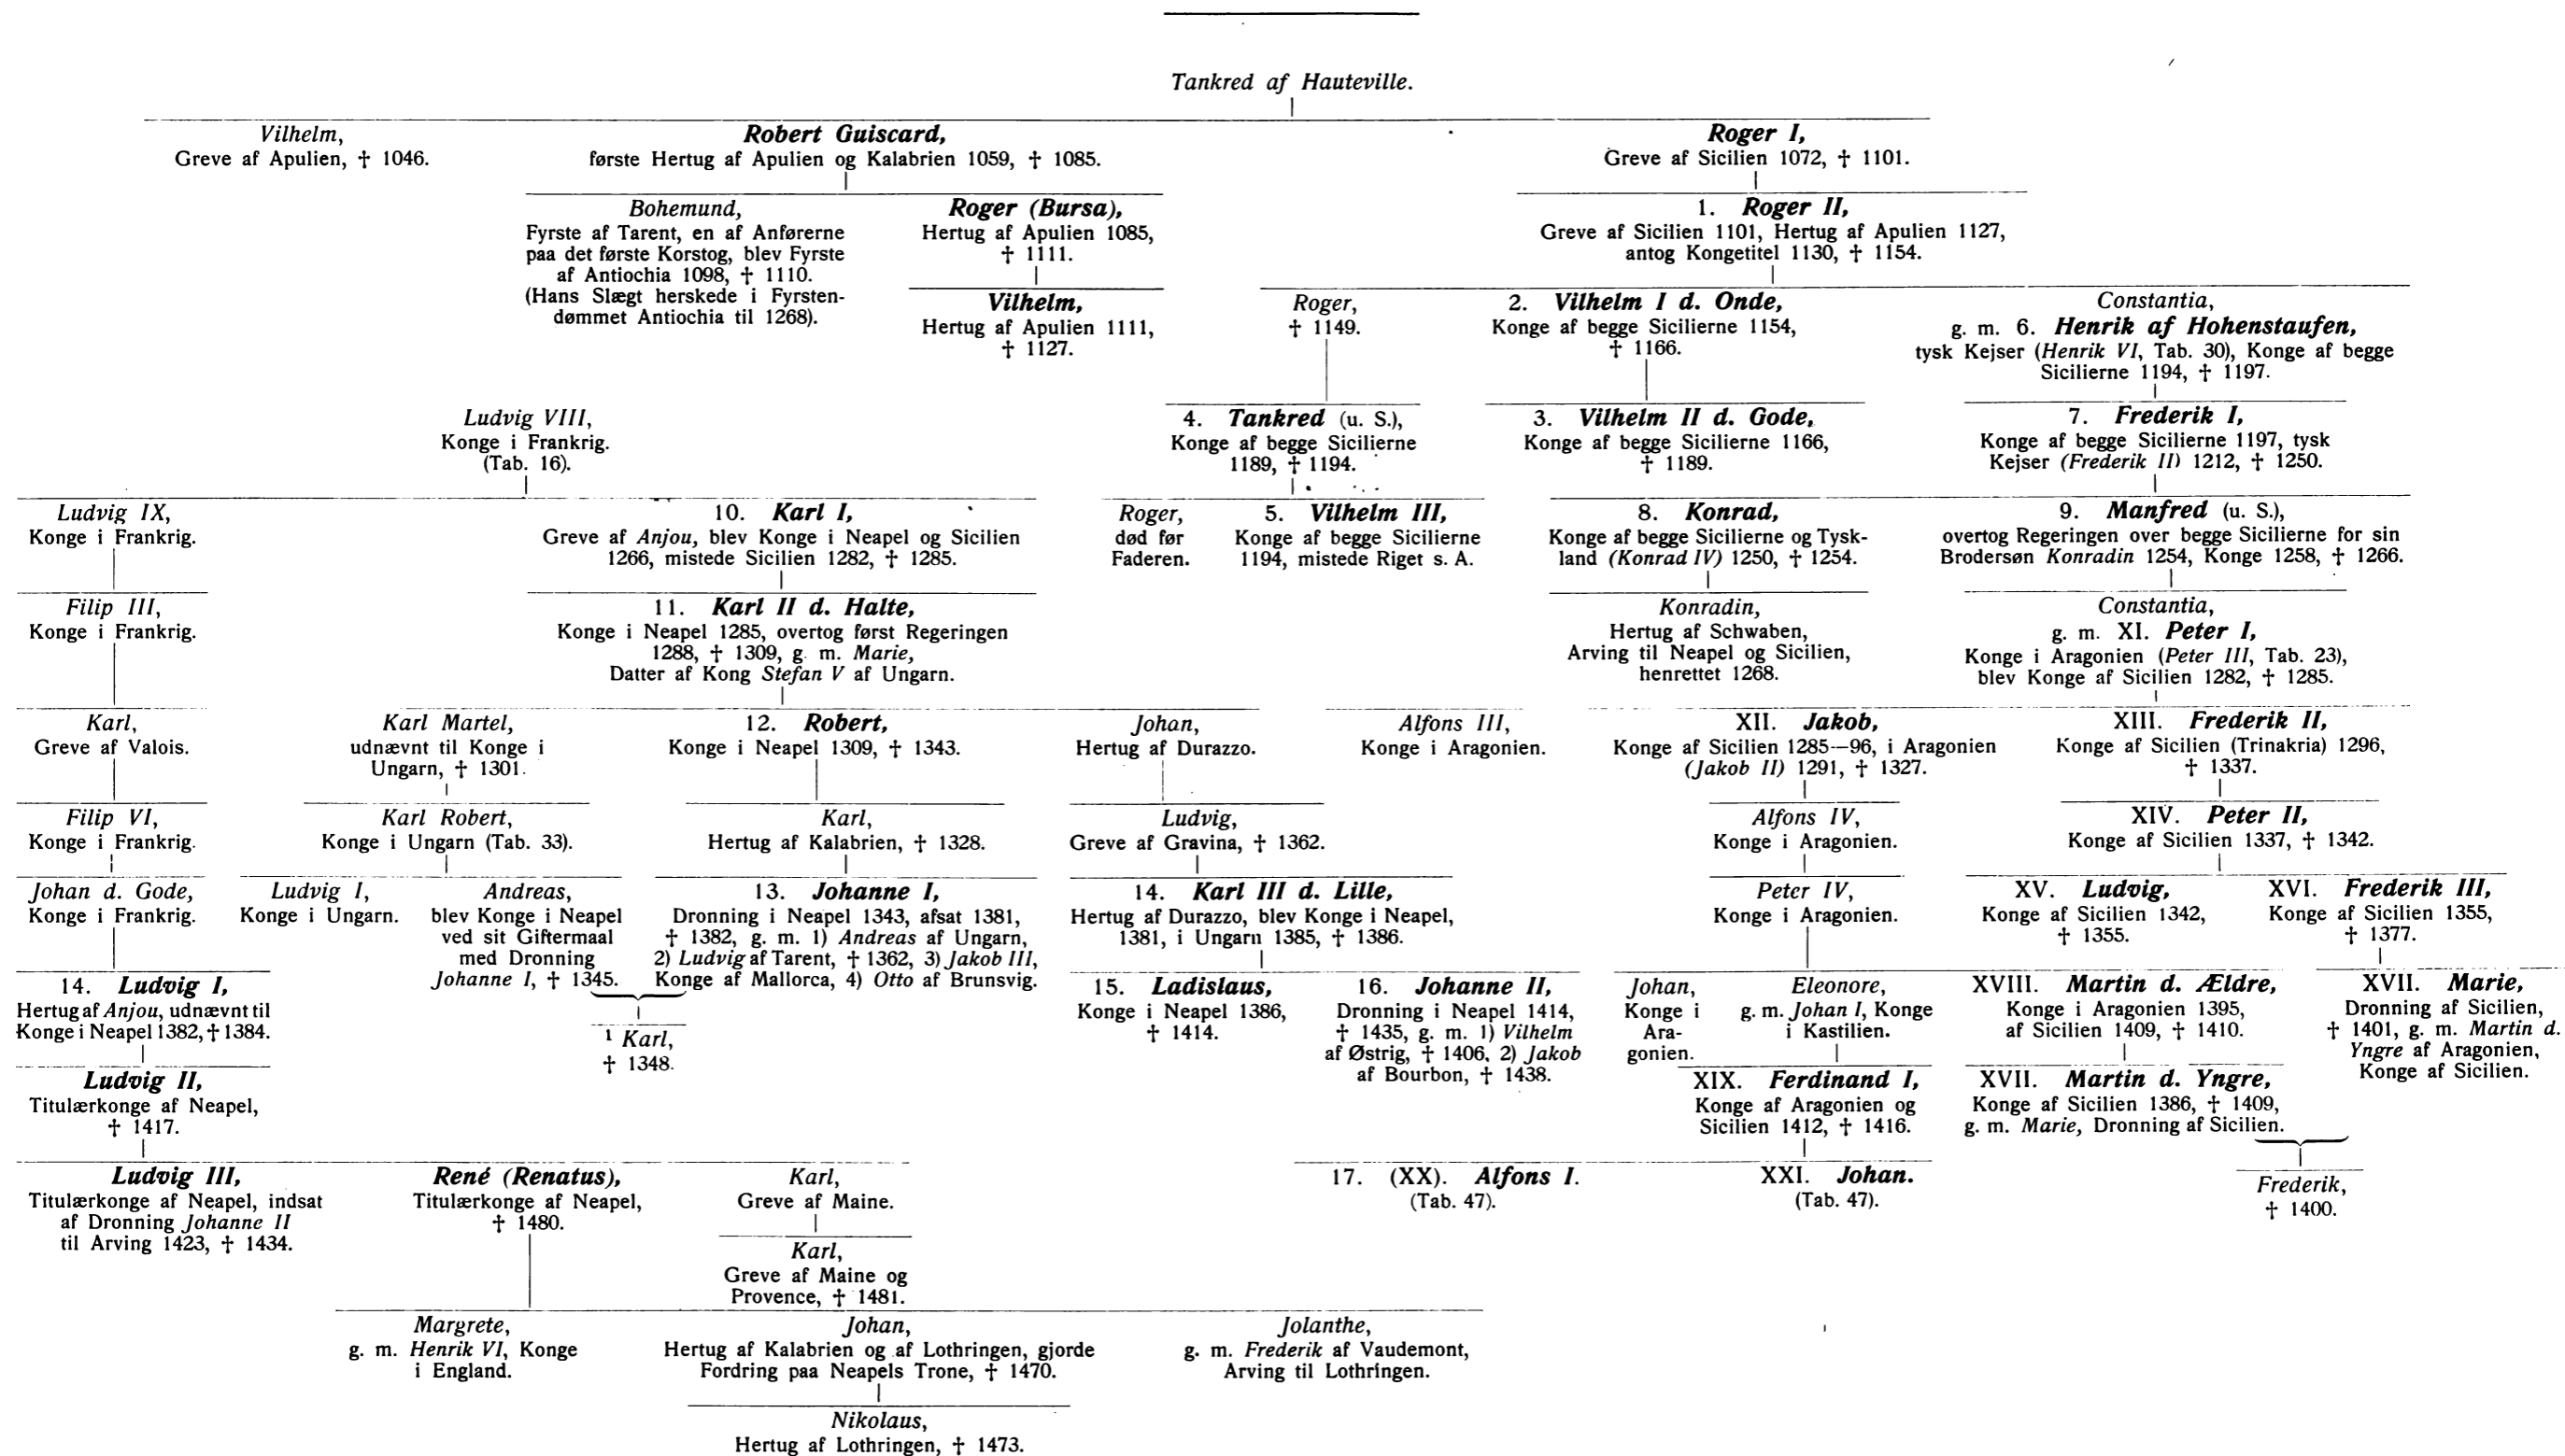 Tankred af Hauteville.
Vilhelm,
Greve af Apulien, † 1046.
Robert Guiscard,
første Hertug af Apulien og Kalabrien 1059, † 1085.
Roger I,
Greve af Sicilien 1072, † 1101.
Bohemund,
Fyrste af Tarent, en af Anførerne
paa det første Korstog, blev Fyrste
af Antiochia 1098, † 1110.
(Hans Slægt herskede i Fyrsten-
dømmet Antiochia til 1268).
Roger (Bursa),
Hertug af Apulien 1085,
† 1111.
1. Roger II,
Greve af Sicilien 1101, Hertug af Apulien 1127,
antog Kongetitel 1130, † 1154.
Vilhelm,
Hertug af Apulien 1111,
† 1127.
Roger,
† 1149.
2. Vilhelm I d. Onde,
Konge af begge Sicilierne 1154,
† 1166.
Constantia,
g. m. 6. Henrik af Hohenstaufen,
tysk Kejser (Henrik VI, Tab. 30), Konge af begge
Sicilierne 1194, † 1197.
Ludvig VIII,
Konge i Frankrig.
(Tab. 16).
4. Tankred (u. S.),
Konge af begge Sicilierne
1189, † 1194.
3. Vilhelm II d. Gode,
Konge af begge Sicilierne 1166,
† 1189.
7. Frederik I,
Konge af begge Sicilierne 1197, tysk
Kejser (Frederik II) 1212, † 1250.
Ludvig IX,
Konge i Frankrig.
10. Karl I,
Greve af Anjou, blev Konge i Neapel og Sicilien
1266, mistede Sicilien 1282, † 1285.
Roger,
død før
Faderen.
5. Vilhelm III,
Konge af begge Sicilierne
1194, mistede Riget s. A.
8. Konrad,
Konge af begge Sicilierne og Tysk-
land (Konrad IV) 1250, † 1254.
9. Manfred (u. S.),
overtog Regeringen over begge Sicilierne for sin
Brodersøn Konradin 1254, Konge 1258, † 1266.
Filip III,
Konge i Frankrig.
11. Karl II d. Halte,
Konge i Neapel 1285, overtog først Regeringen
1288, † 1309, g. m. Marie,
Datter af Kong Stefan V af Ungarn.
Konradin,
Hertug af Schwaben,
Arving til Neapel og Sicilien,
henrettet 1268.
Constantia,
g. m. XI. Peter I,
Konge i Aragonien (Peter III, Tab. 23),
blev Konge af Sicilien 1282, † 1285.
Karl,
Greve af Valois.
Karl Martel,
udnævnt til Konge i
Ungarn, † 1301.
12. Robert,
Konge i Neapel 1309, † 1343.
Johan,
Hertug af Durazzo.
Alfons III,
Konge i Aragonien.
XII. Jakob,
Konge af Sicilien 1285—96, i Aragonien
(Jakob II) 1291, † 1327.
XIII. Frederik II,
Konge af Sicilien (Trinakria) 1296,
† 1337.
Filip VI,
Konge i Frankrig.
Karl Robert,
Konge i Ungarn (Tab. 33).
Karl,
Hertug af Kalabrien, † 1328.
Ludvig,
Greve af Gravina, † 1362.
Alfons IV,
Konge i Aragonien.
XIV. Peter II,
Konge af Sicilien 1337, † 1342.
Johan d. Gode,
Konge i Frankrig.
Ludvig I,
Konge i Ungarn.
Andreas,
blev Konge i Neapel
ved sit Giftermaal
med Dronning
Johanne I, † 1345.
13. Johanne I,
Dronning i Neapel 1343, afsat 1381,
† 1382, g. m. 1) Andreas af Ungarn,
2) Ludvig af Tarent, † 1362, 3) Jakob III,
Konge af Mallorca, 4) Otto af Brunsvig.
14. Karl III d. Lille,
Hertug af Durazzo, blev Konge i Neapel,
1381, i Ungarn 1385, † 1386.
Peter IV,
Konge i Aragonien.
XV. Ludvig,
Konge af Sicilien 1342,
† 1355.
XVI. Frederik III,
Konge af Sicilien 1355,
† 1377.
14. Ludvig I,
Hertug af Anjou, udnævnt til
Konge i Neapel 1382, † 1384.
1 Karl,
† 1348.
15. Ladislaus,
Konge i Neapel 1386,
† 1414.
16. Johanne II,
Dronning i Neapel 1414,
† 1435, g. m. 1) Vilhelm
af Østrig, † 1406, 2) Jakob
af Bourbon, † 1438.
Johan,
Konge i
Ara-
gonien.
Eleonore,
g. m. Johan I, Konge
i Kastilien.
XVIII. Martin d. Ældre,
Konge i Aragonien 1395,
af Sicilien 1409, † 1410.
XVII. Marie,
Dronning af Sicilien,
† 1401, g. m. Martin d.
Yngre af Aragonien,
Konge af Sicilien.
Ludvig II,
Titulærkonge af Neapel,
† 1417.
XIX. Ferdinand I,
Konge af Aragonien og
Sicilien 1412, † 1416.
XVII. Martin d. Yngre,
Konge af Sicilien 1386, † 1409,
g. m. Marie, Dronning af Sicilien.
Ludvig III,
Titulærkonge af Neapel, indsat
af Dronning Johanne II
til Arving 1423, † 1434.
René (Renatus),
Titulærkonge af Neapel,
† 1480.
Karl,
Greve af Maine.
17. (XX). Alfons I.
(Tab. 47).
XXI. Johan.
(Tab. 47).
Frederik,
† 1400.
Karl,
Greve af Maine og
Provence, † 1481.
Margrete,
g. m. Henrik VI, Konge
i England.
Johan,
Hertug af Kalabrien og af Lothringen, gjorde
Fordring paa Neapels Trone, † 1470.
Jolanthe,
g. m. Frederik af Vaudemont,
Arving til Lothringen.
Nikolaus,
Hertug af Lothringen, † 1473.